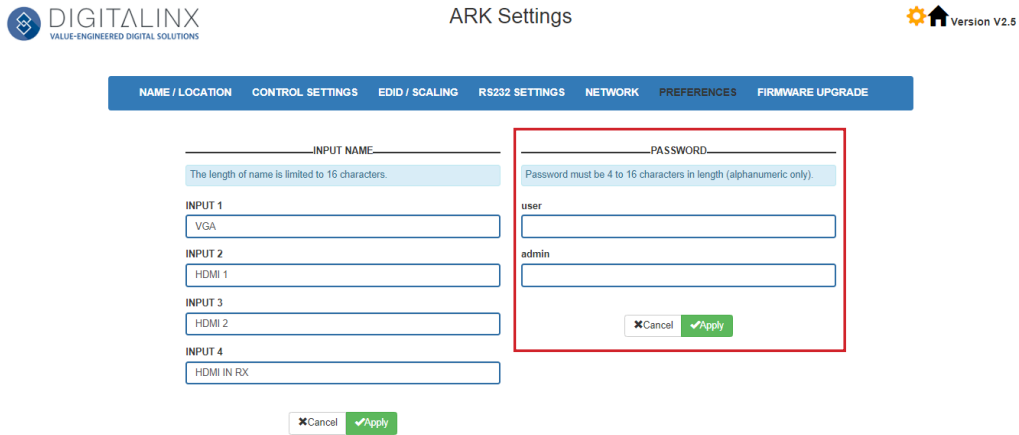 DIGITALINX
VALUE-ENGINEERED DIGITAL SOLUTIONS
ARK Settings
Version V2.5
NAME / LOCATION CONTROL SETTINGS EDID / SCALING RS232 SETTINGS NETWORK PREFERENCES FIRMWARE UPGRADE
INPUT NAME
The length of name is limited to 16 characters.
INPUT 1
VGA
INPUT 2
HDMI 1
INPUT 3
HDMI 2
INPUT 4
HDMI IN RX
Cancel Apply
PASSWORD
Password must be 4 to 16 characters in length (alphanumeric only).
user
admin
Cancel Apply